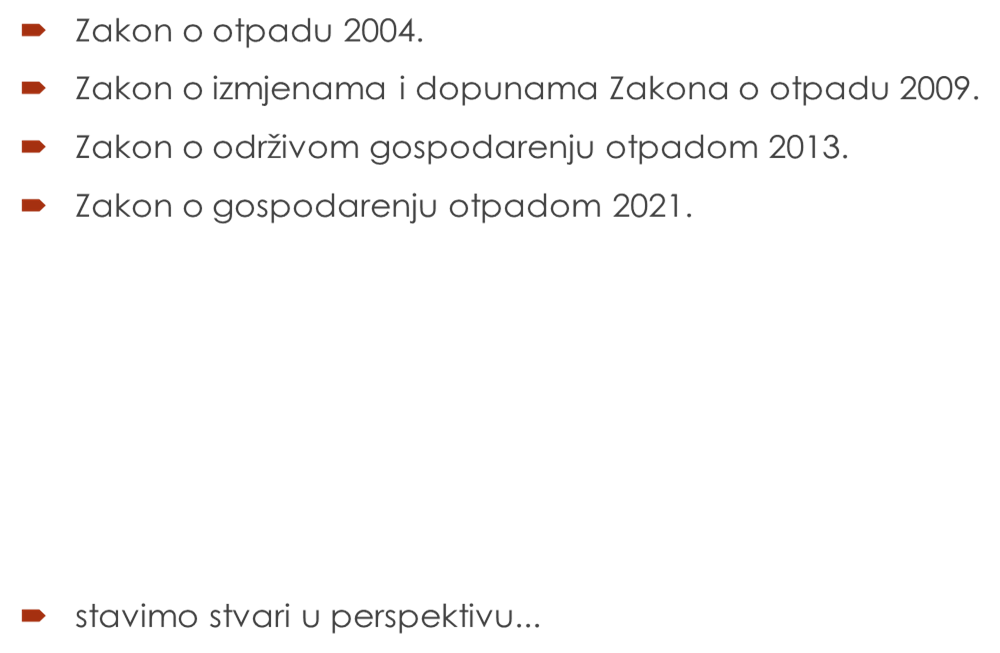 Zakon o otpadu 2004.
Zakon o izmjenama i dopunama Zakona o otpadu 2009.
Zakon o održivom gospodarenju otpadom 2013.
Zakon o gospodarenju otpadom 2021.
stavimo stvari u perspektivu...